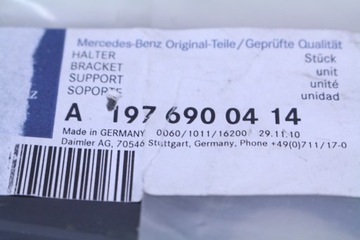 Mercedes-Benz Original-Teile/Geprüfte Qualität
HALTER Stück
BRACKET unit
SUPPORT unité
SOPORTE unidad
A 197 690 04 14
Made in GERMANY 0060/1011/16200 29.11.10
Daimler AG, 70546 Stuttgart, Germany, Phone +49(0)711/17-0